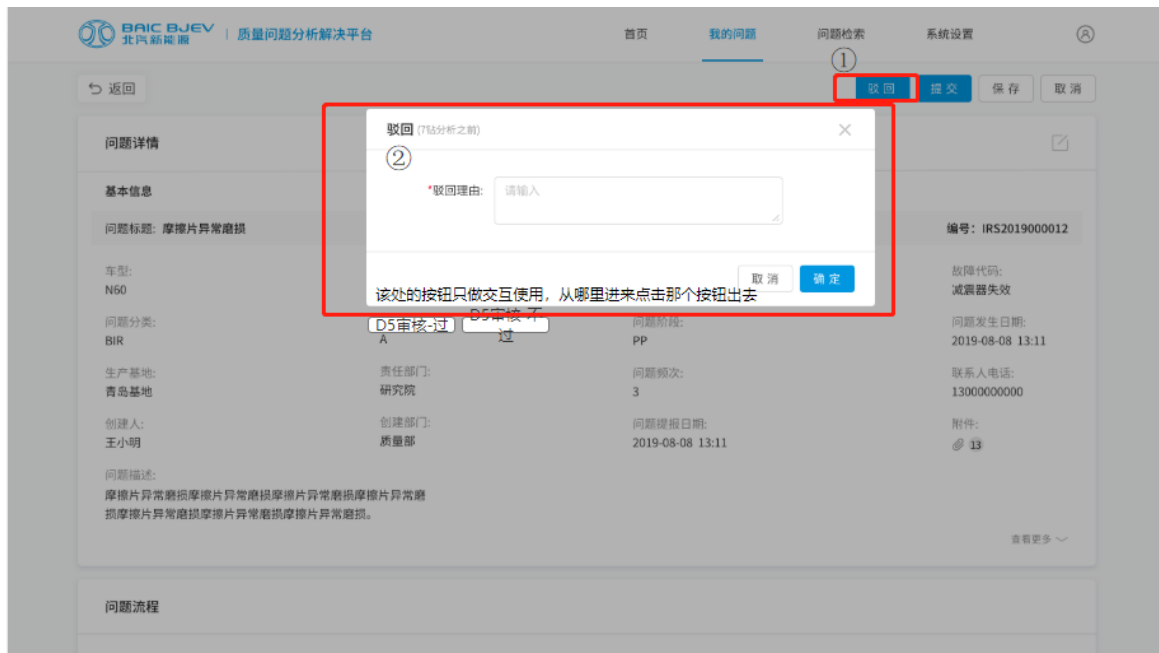 BAIC BJEV
北汽新能源
质量问题分析解决平台
首页
我的问题
问题检索
系统设置
①
返回
驳回
提交
保存
取消
驳回 (7钻分析之前)
②
*驳回理由:
请输入
取消
确定
该处的按钮只做交互使用，从哪里进来点击那个按钮出去
D5审核-过
D5审核-不
过
问题详情
基本信息
问题标题: 摩擦片异常磨损
编号: IRS2019000012
车型:
N60
故障代码:
减震器失效
问题分类:
BIR
A
问题阶段:
PP
问题发生日期:
2019-08-08 13:11
生产基地:
青岛基地
责任部门:
研究院
问题频次:
3
联系人电话:
13000000000
创建人:
王小明
创建部门:
质量部
问题提报日期:
2019-08-08 13:11
附件:
13
问题描述:
摩擦片异常磨损摩擦片异常磨损摩擦片异常磨损摩擦片异常磨
损摩擦片异常磨损摩擦片异常磨损摩擦片异常磨损。
查看更多
问题流程